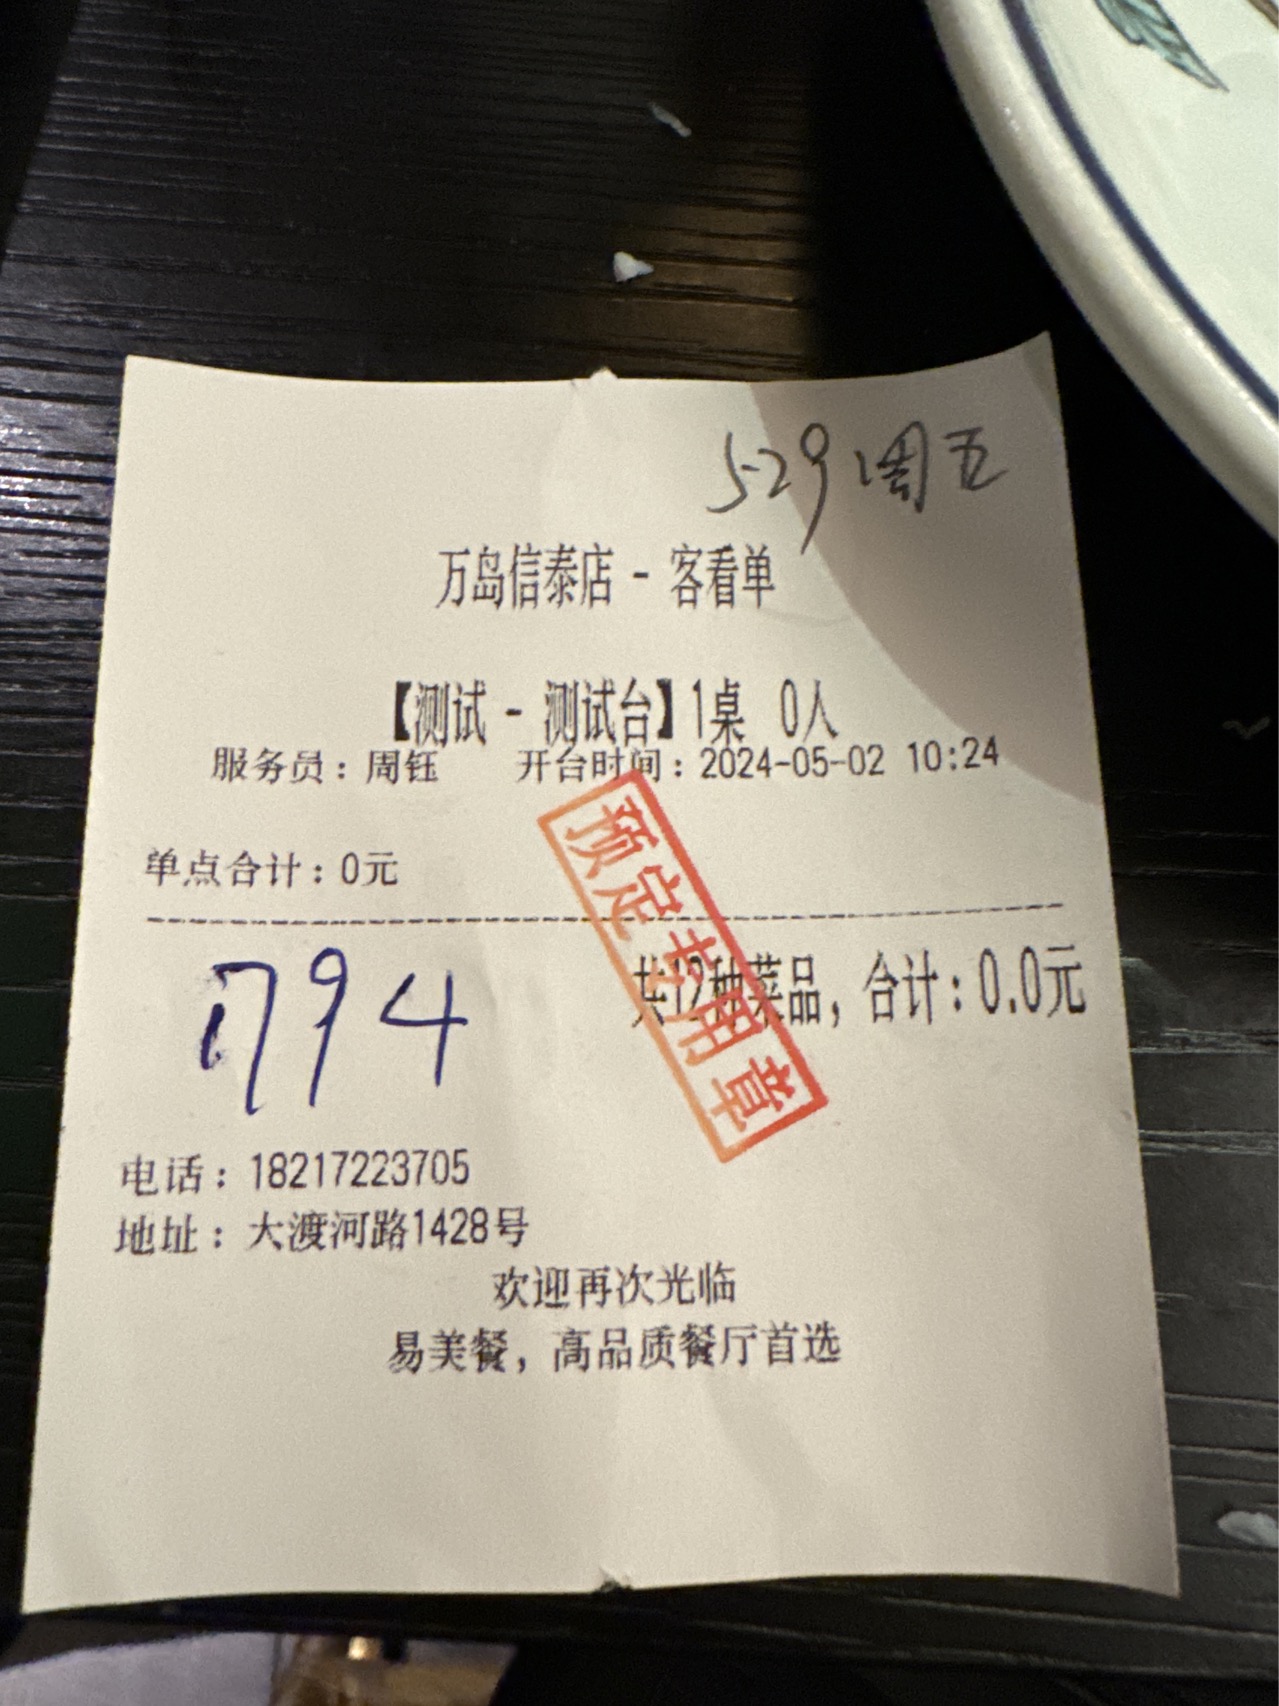 5-29 周五
万岛信泰店 - 客看单
【测试 - 测试台】1桌 0人
服务员：周钰 开台时间：2024-05-02 10:24
单点合计：0元
共12种菜品，合计：0.0元
预定专用章
794
电话：18217223705
地址：大渡河路1428号
欢迎再次光临
易美餐，高品质餐厅首选